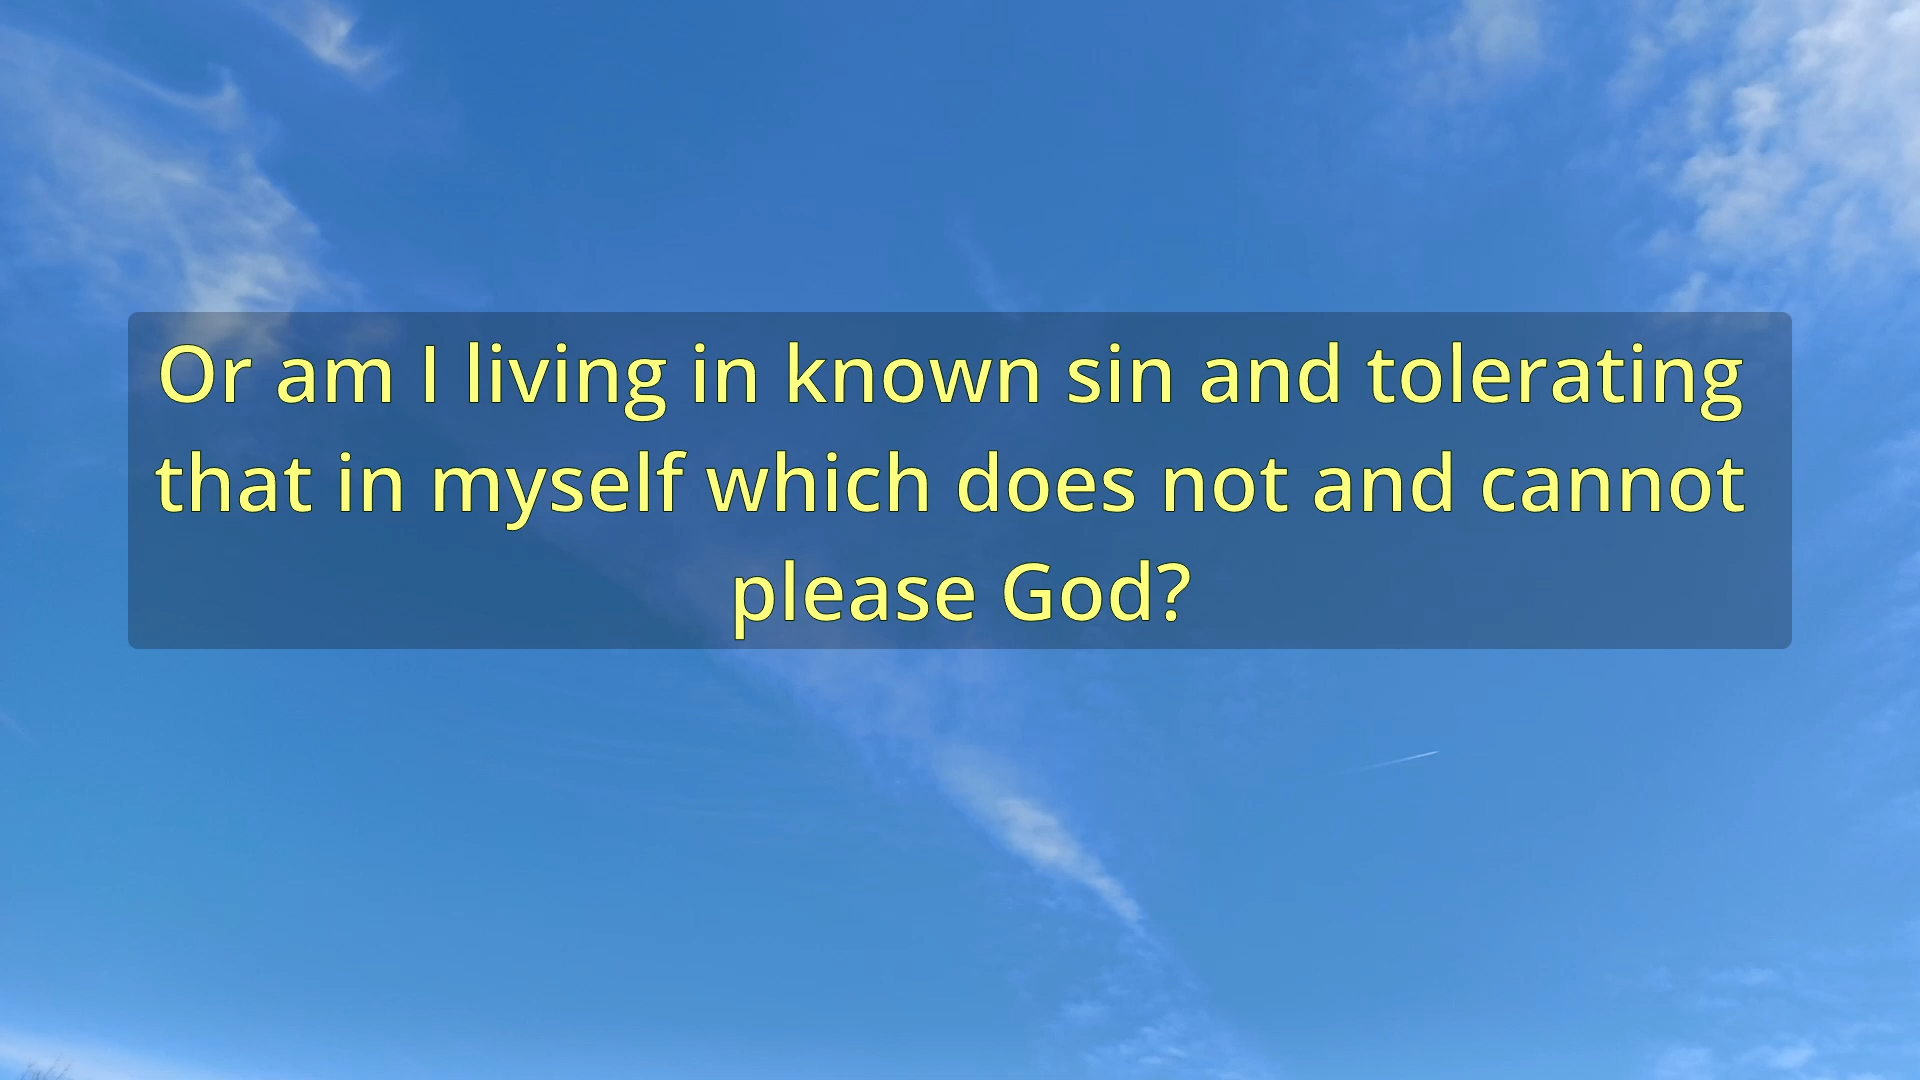 Or am I living in known sin and tolerating
that in myself which does not and cannot
please God?